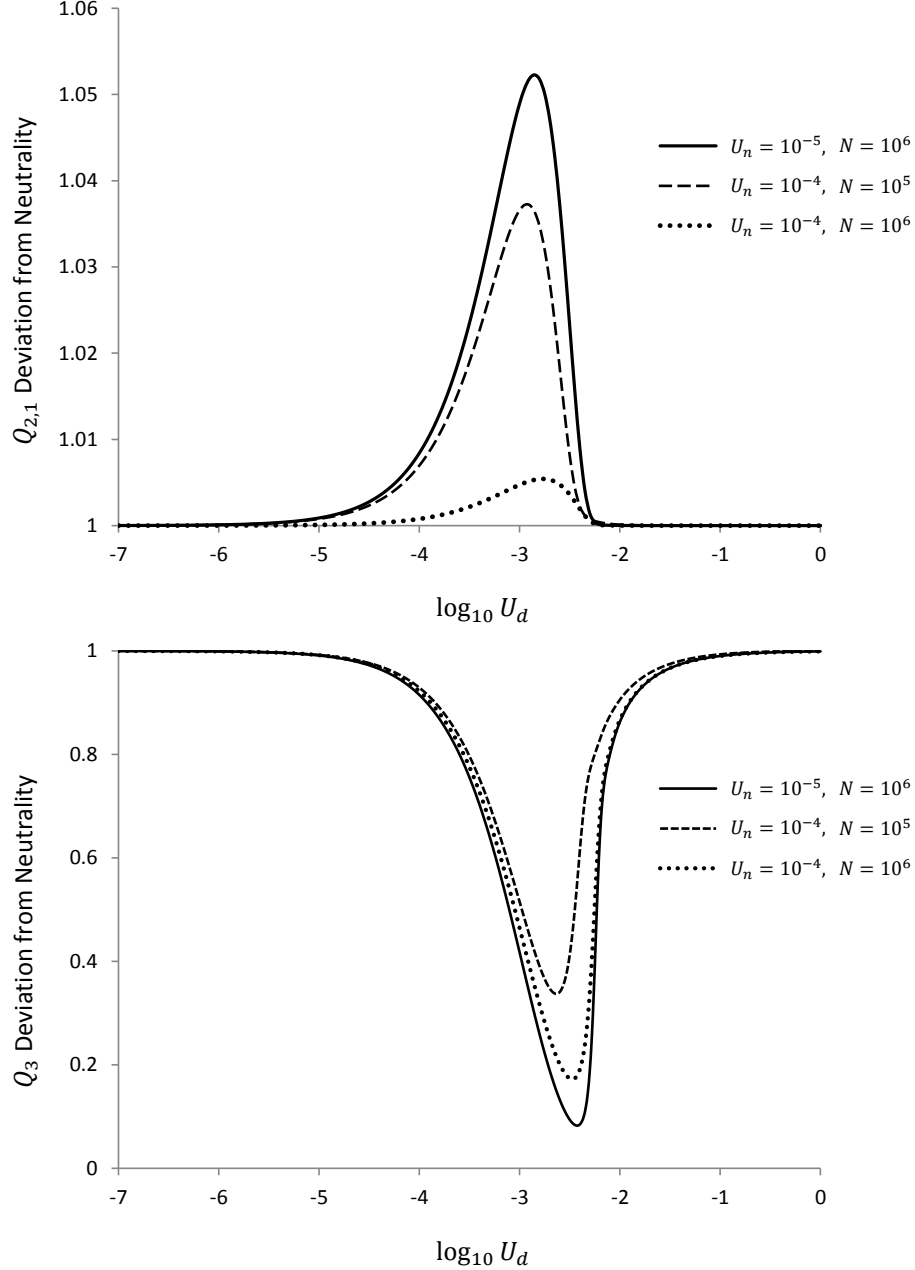 1.06
1.05
1.04
1.03
1.02
1.01
1
Q2,1 Deviation from Neutrality
-7 -6 -5 -4 -3 -2 -1 0
log10 Ud
Un = 10−5, N = 106
Un = 10−4, N = 105
Un = 10−4, N = 106
1
0.8
0.6
0.4
0.2
0
Q3 Deviation from Neutrality
-7 -6 -5 -4 -3 -2 -1 0
log10 Ud
Un = 10−5, N = 106
Un = 10−4, N = 105
Un = 10−4, N = 106